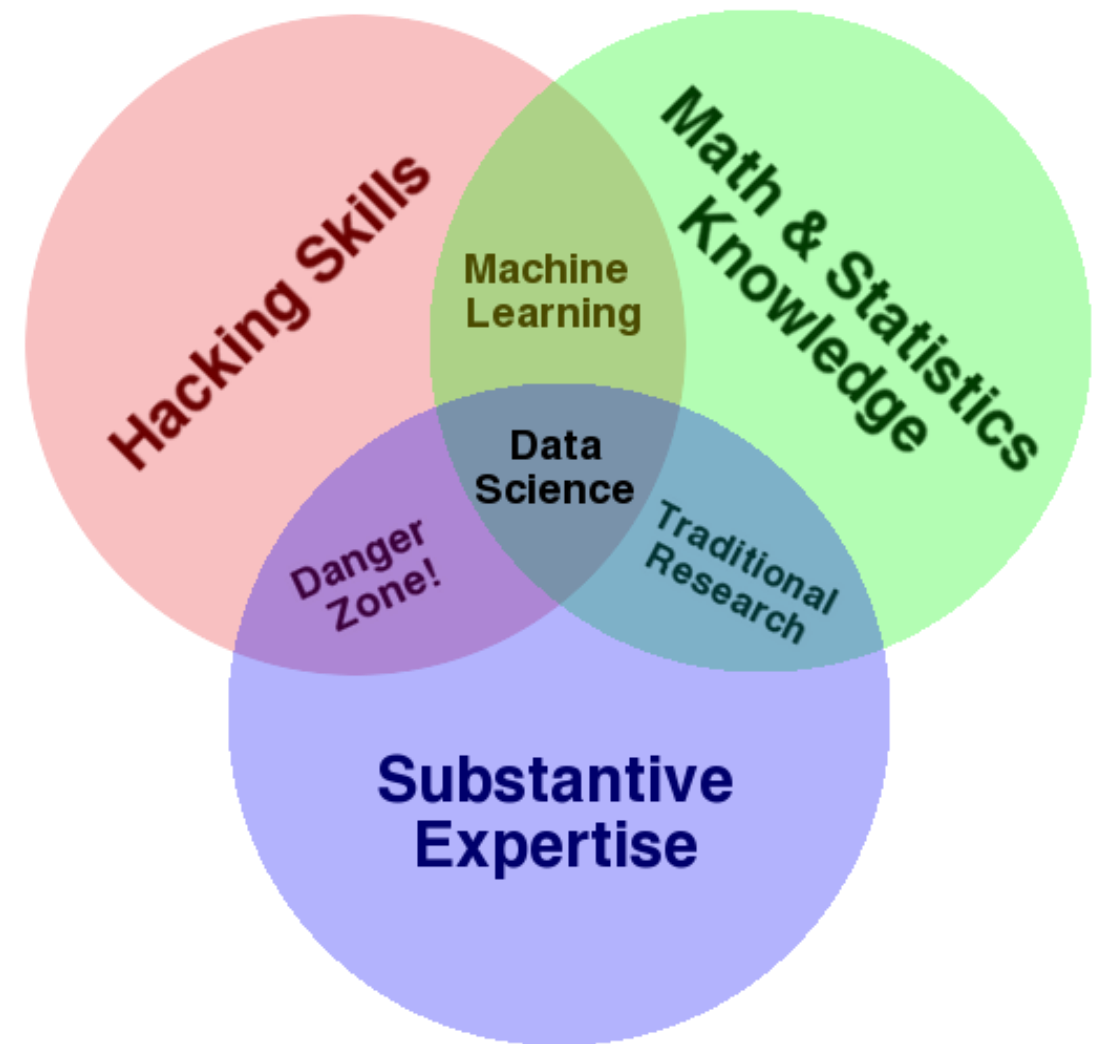 Hacking Skills
Math & Statistics
Knowledge
Machine
Learning
Data
Science
Danger
Zone!
Traditional
Research
Substantive
Expertise